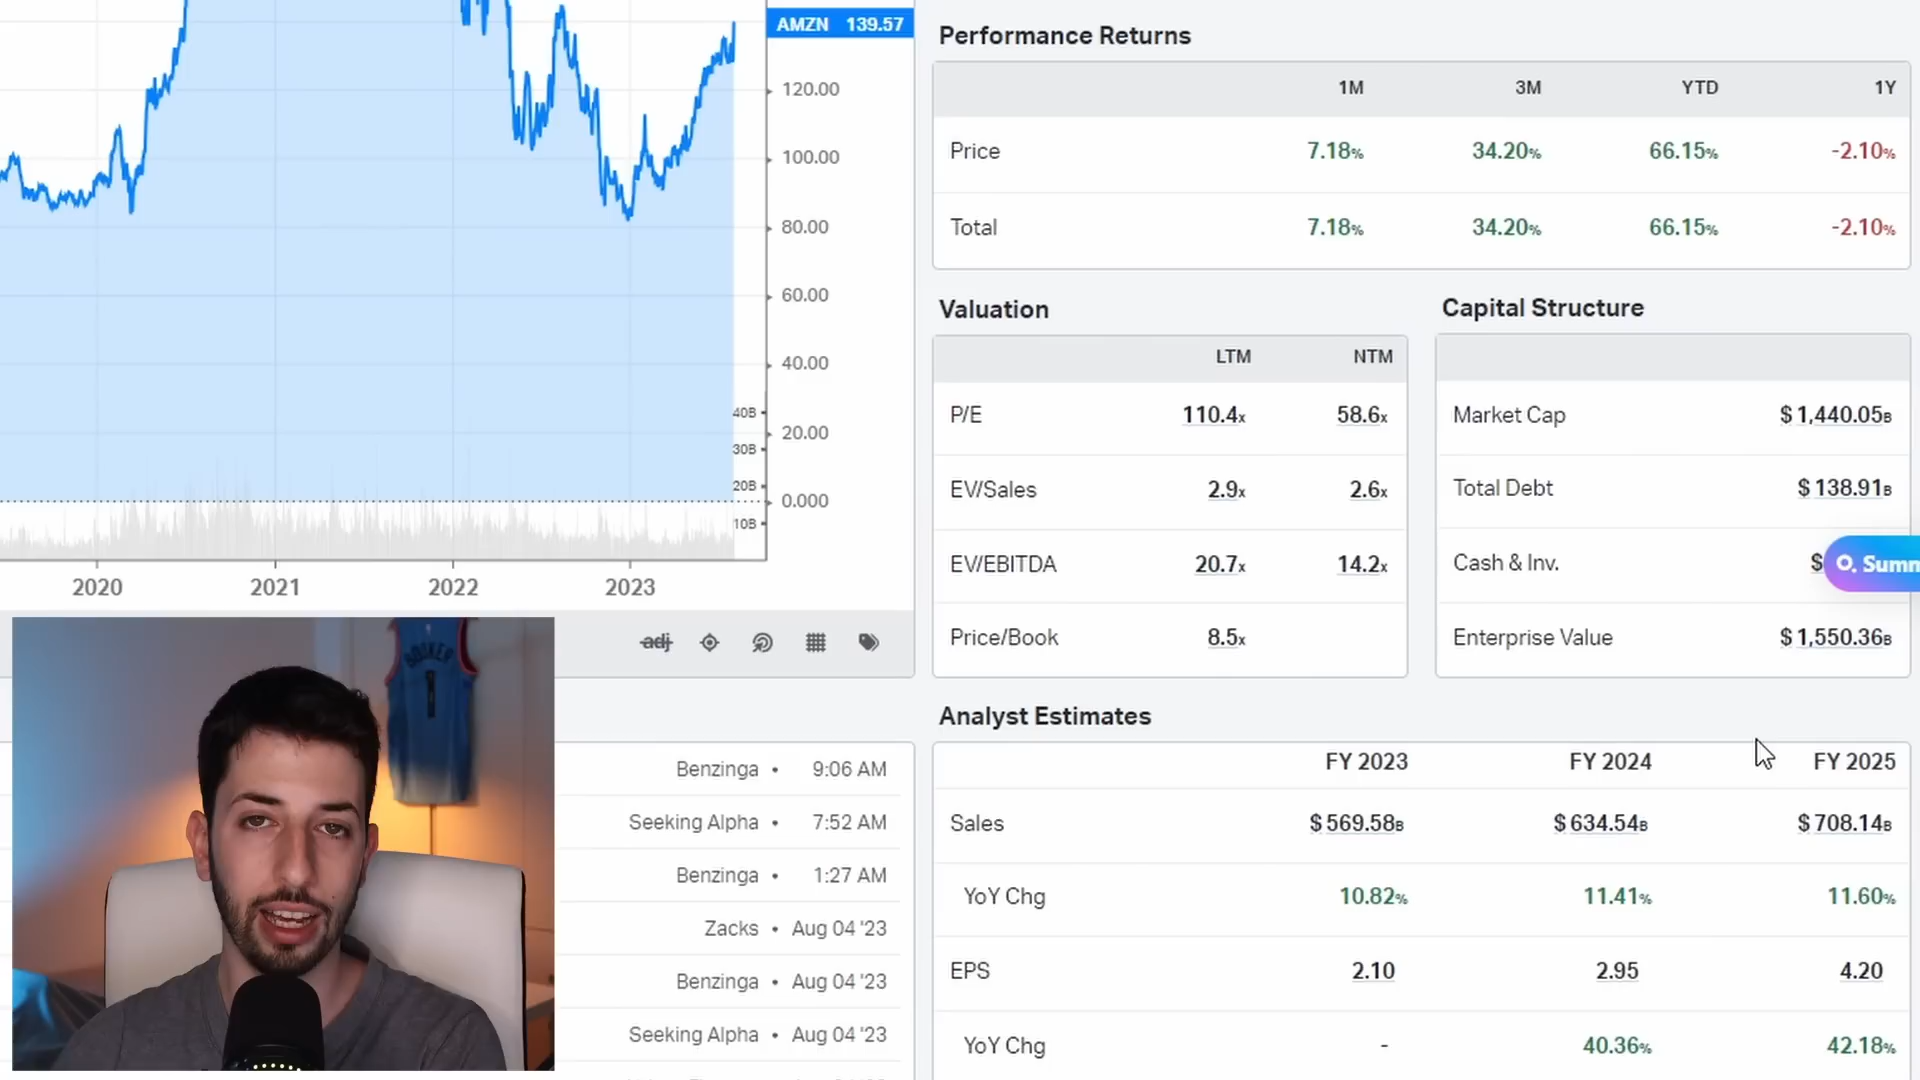 AMZN 139.57
120.00
100.00
80.00
60.00
40.00
20.00
0.000
40B
30B
20B
10B
2020 2021 2022 2023
adj
Benzinga • 9:06 AM
Seeking Alpha • 7:52 AM
Benzinga • 1:27 AM
Zacks • Aug 04 '23
Benzinga • Aug 04 '23
Seeking Alpha • Aug 04 '23
1
Performance Returns
1M 3M YTD 1Y
Price 7.18% 34.20% 66.15% -2.10%
Total 7.18% 34.20% 66.15% -2.10%
Valuation
LTM NTM
P/E 110.4x 58.6x
EV/Sales 2.9x 2.6x
EV/EBITDA 20.7x 14.2x
Price/Book 8.5x
Capital Structure
Market Cap $1,440.05B
Total Debt $138.91B
Cash & Inv. $
Summ
Enterprise Value $1,550.36B
Analyst Estimates
FY 2023 FY 2024 FY 2025
Sales $569.58B $634.54B $708.14B
YoY Chg 10.82% 11.41% 11.60%
EPS 2.10 2.95 4.20
YoY Chg - 40.36% 42.18%